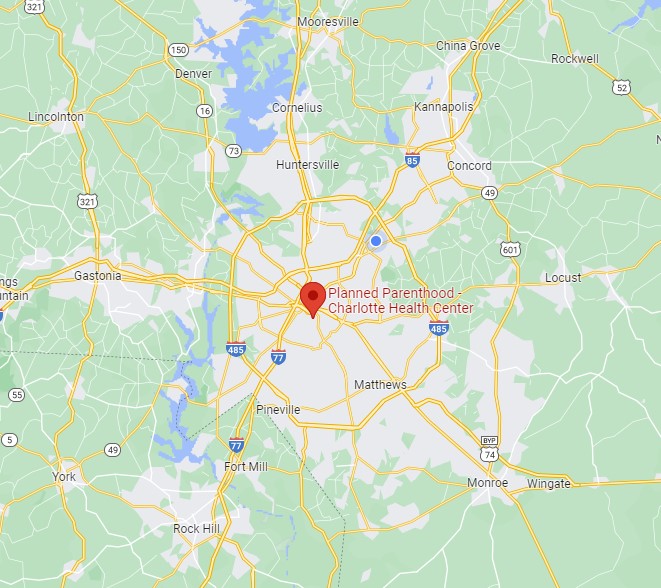 321
Mooresville
150
China Grove
Rockwell
Denver
52
Lincolnton
16
Cornelius
Kannapolis
73
Huntersville
85
Concord
49
321
601
Gastonia
Locust
ngs
untain
Planned Parenthood -
Charlotte Health Center
485
485
77
Matthews
55
Pineville
5
49
77
BYP
74
Fort Mill
York
Monroe
Wingate
Rock Hill